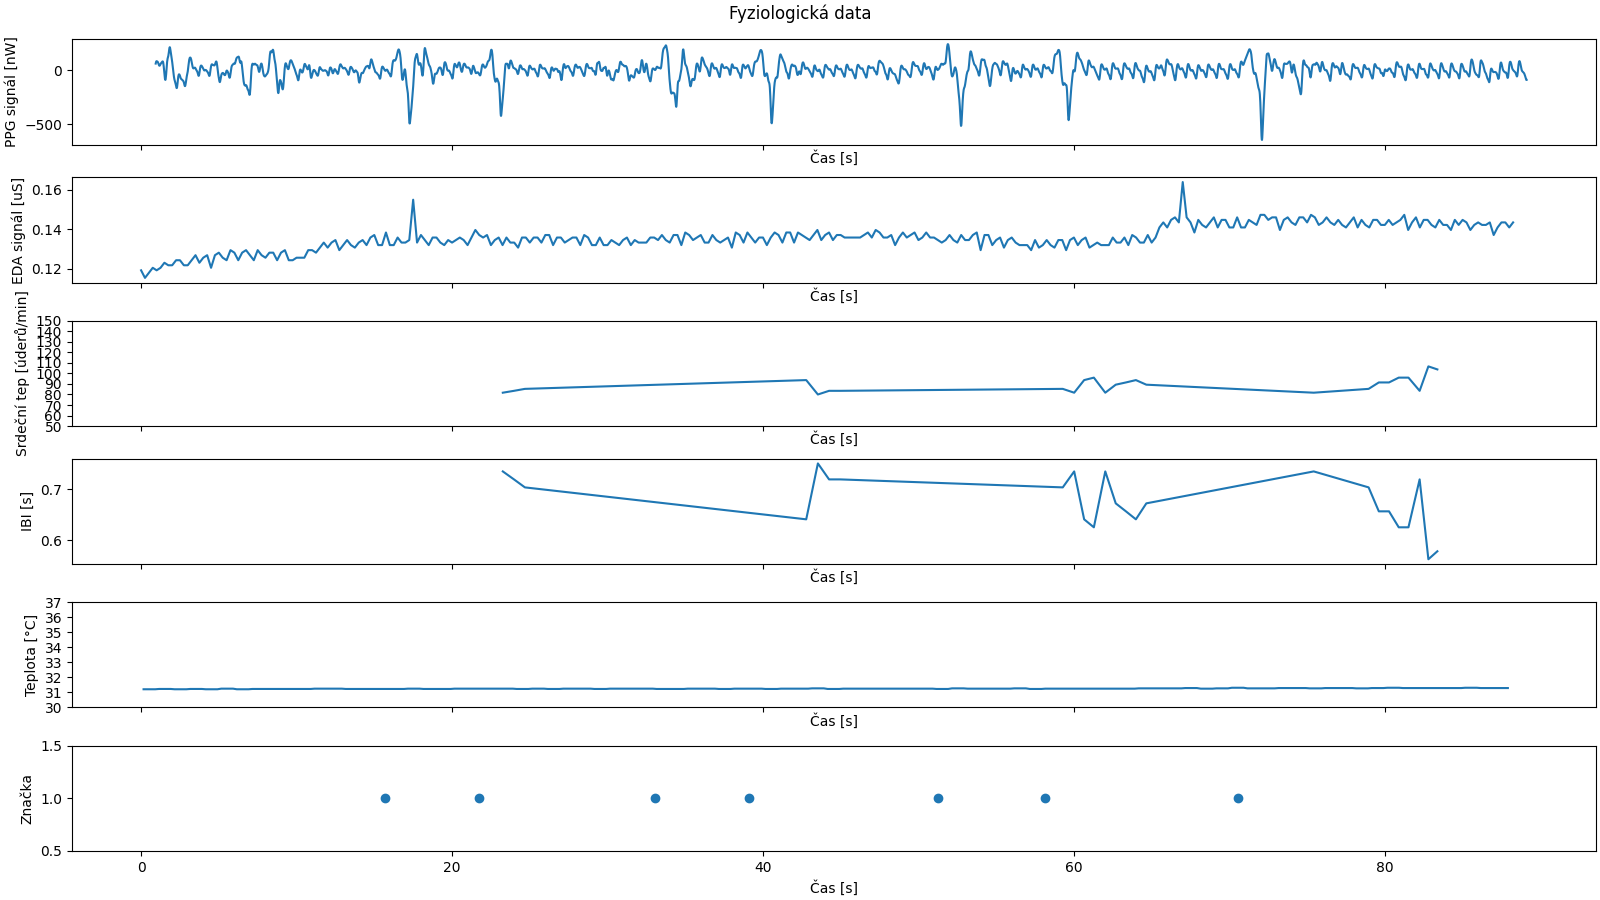 Fyziologická data
PPG signál [nW]
0
−500
Čas [s]
EDA signál [uS]
0.16
0.14
0.12
Čas [s]
Srdeční tep [úderů/min]
150
140
130
120
110
100
90
80
70
60
50
Čas [s]
IBI [s]
0.7
0.6
Čas [s]
Teplota [°C]
37
36
35
34
33
32
31
30
Čas [s]
Značka
1.5
1.0
0.5
0 20 40 60 80
Čas [s]